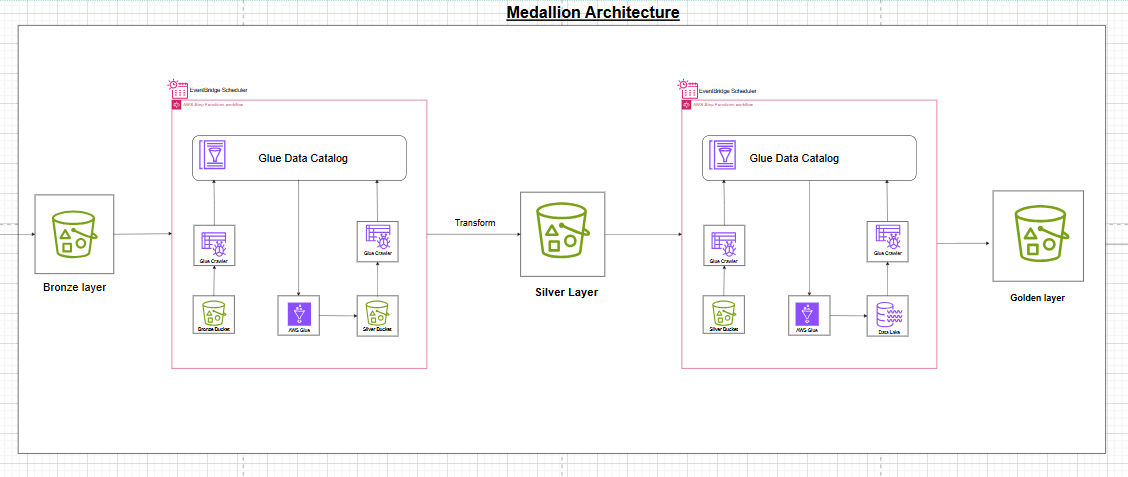 Medallion Architecture
EventBridge Scheduler
AWS Step Functions workflow
Glue Data Catalog
Glue Crawler
Glue Crawler
Bronze Bucket
AWS Glue
Silver Bucket
Bronze layer
Transform
Silver Layer
EventBridge Scheduler
AWS Step Functions workflow
Glue Data Catalog
Glue Crawler
Glue Crawler
Silver Bucket
AWS Glue
Data Lake
Golden layer